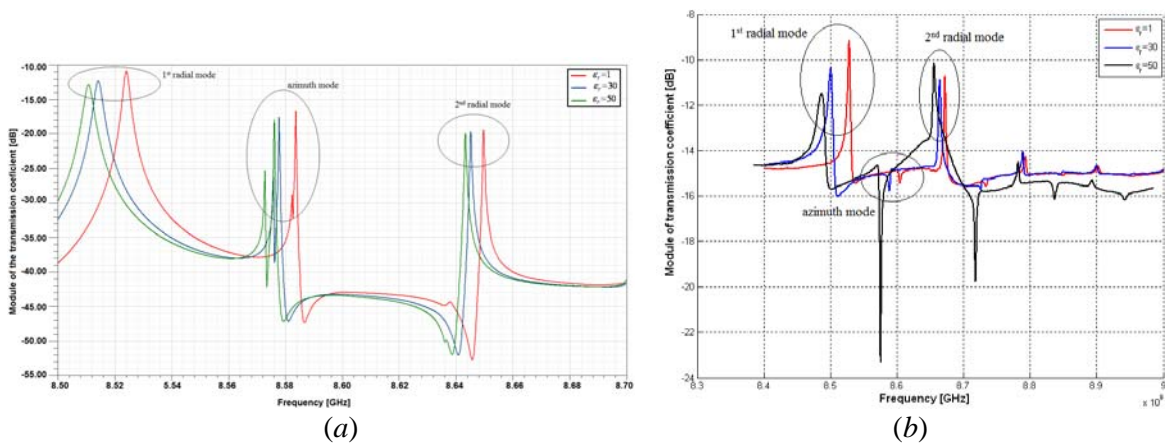 -10.00
-15.00
-20.00
-25.00
-30.00
-35.00
-40.00
-45.00
-50.00
-55.00
Module of the transmission coeficient [dB]
1st radial mode
azimuth mode
2nd radial mode
εr=1
εr=30
εr=50
8.50 8.52 8.54 8.56 8.58 8.60 8.62 8.64 8.66 8.68 8.70
Frequency [GHz]
(a)
-8
-10
-12
-14
-16
-18
-20
-22
-24
Module of transmission coefficient [dB]
1st radial mode
2nd radial mode
azimuth mode
εr=1
εr=30
εr=50
8.3 8.4 8.5 8.6 8.7 8.8 8.9 9
Frequency [GHz]
(b)